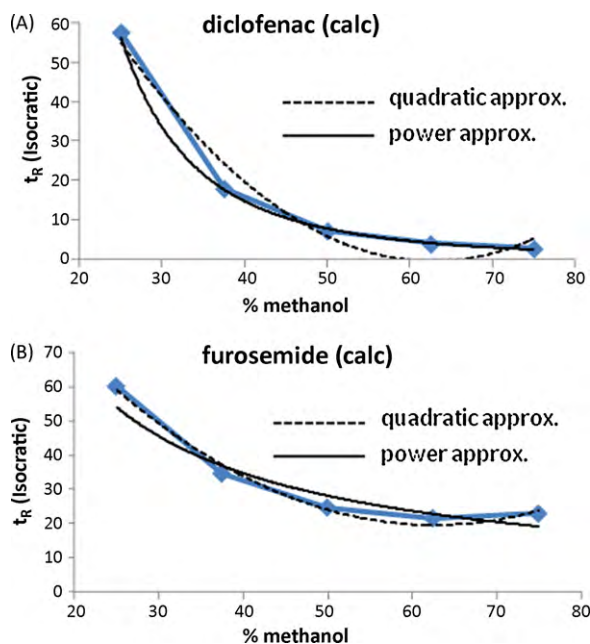 (A) diclofenac (calc)
60
50
40
30
20
10
0
tR (Isocratic)
quadratic approx.
power approx.
20 30 40 50 60 70 80
% methanol
(B) furosemide (calc)
70
60
50
40
30
20
10
0
tR (Isocratic)
quadratic approx.
power approx.
20 30 40 50 60 70 80
% methanol